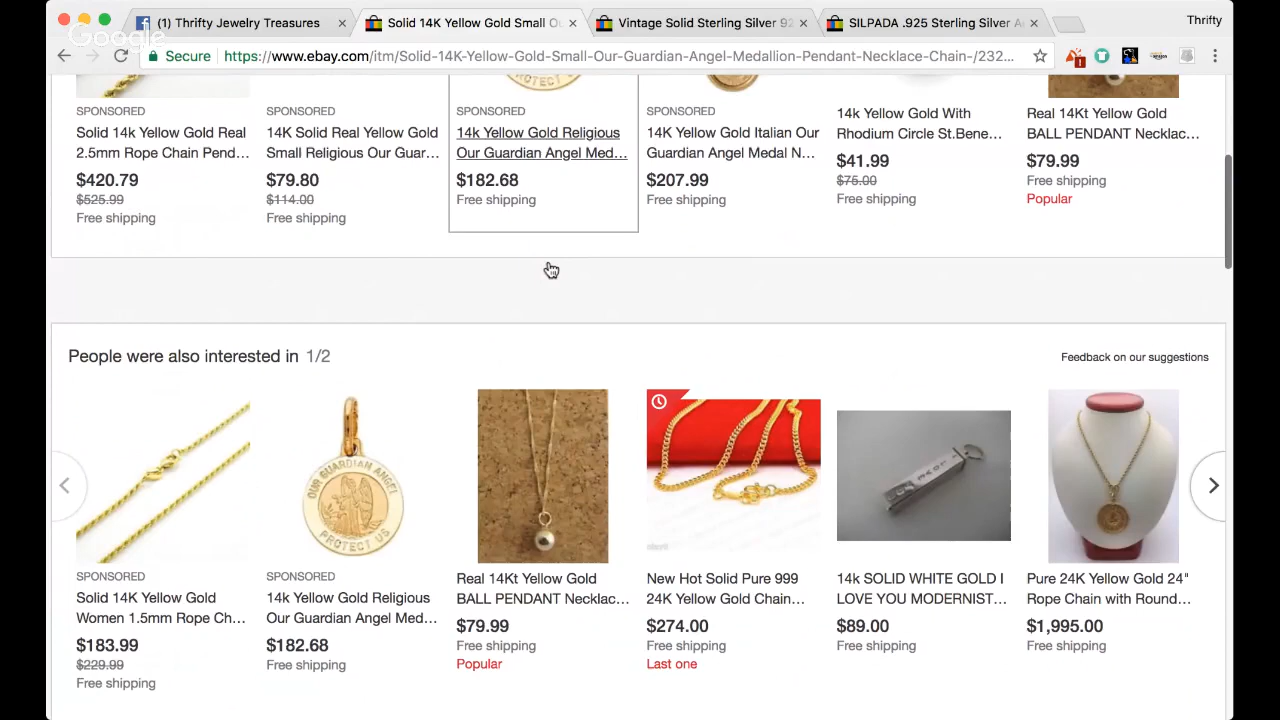 (1) Thrifty Jewelry Treasures
Solid 14K Yellow Gold Small O
Vintage Solid Sterling Silver 92
SILPADA .925 Sterling Silver A
Thrifty
Google
Secure
https://www.ebay.com/itm/Solid-14K-Yellow-Gold-Small-Our-Guardian-Angel-Medallion-Pendant-Necklace-Chain-/232...
SPONSORED
Solid 14k Yellow Gold Real
2.5mm Rope Chain Pend...
$420.79
$525.99
Free shipping
SPONSORED
14K Solid Real Yellow Gold
Small Religious Our Guar...
$79.80
$114.00
Free shipping
SPONSORED
14k Yellow Gold Religious
Our Guardian Angel Med...
$182.68
Free shipping
SPONSORED
14K Yellow Gold Italian Our
Guardian Angel Medal N...
$207.99
Free shipping
14k Yellow Gold With
Rhodium Circle St.Bene...
$41.99
$75.00
Free shipping
Real 14Kt Yellow Gold
BALL PENDANT Necklac...
$79.99
Free shipping
Popular
People were also interested in 1/2
Feedback on our suggestions
OUR GUARDIAN ANGEL
PROTECT US
SPONSORED
Solid 14K Yellow Gold
Women 1.5mm Rope Ch...
$183.99
$229.99
Free shipping
SPONSORED
14k Yellow Gold Religious
Our Guardian Angel Med...
$182.68
Free shipping
Real 14Kt Yellow Gold
BALL PENDANT Necklac...
$79.99
Free shipping
Popular
New Hot Solid Pure 999
24K Yellow Gold Chain...
$274.00
Free shipping
Last one
14k SOLID WHITE GOLD I
LOVE YOU MODERNIST...
$89.00
Free shipping
Pure 24K Yellow Gold 24"
Rope Chain with Round...
$1,995.00
Free shipping